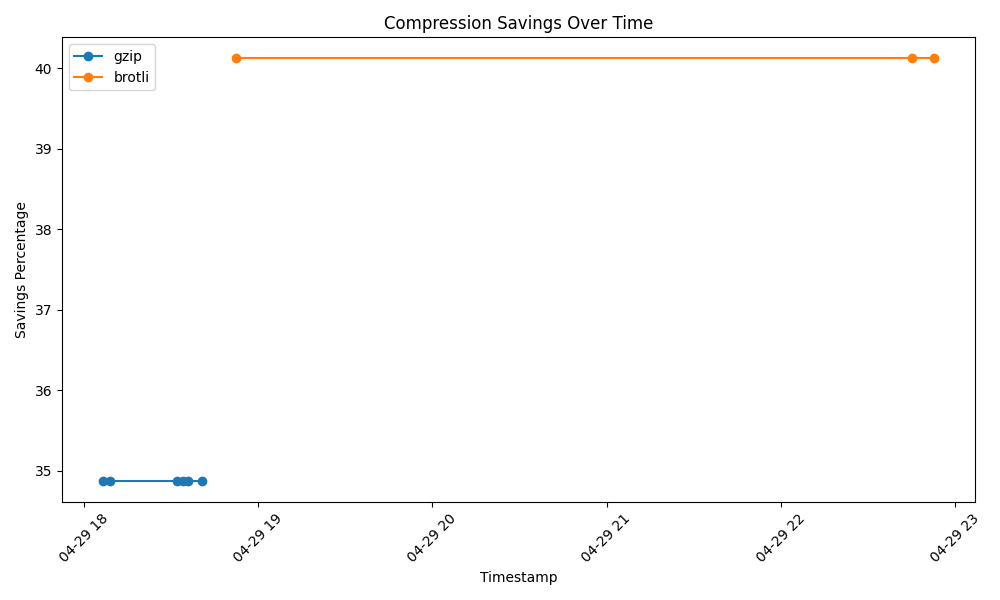 Compression Savings Over Time
gzip
brotli
Savings Percentage
40
39
38
37
36
35
04-29 18
04-29 19
04-29 20
04-29 21
04-29 22
04-29 23
Timestamp